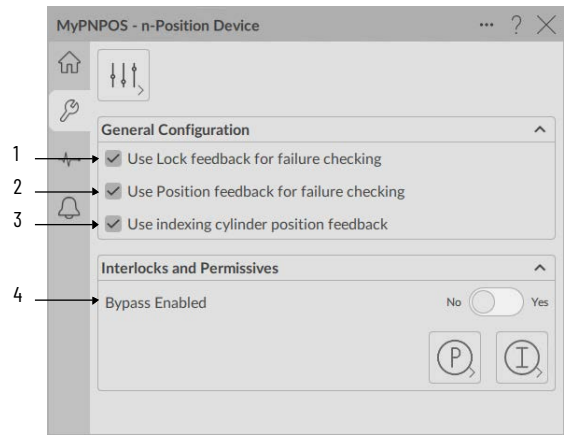 MyPNPOS - n-Position Device ... ?
General Configuration
1 Use Lock feedback for failure checking
2 Use Position feedback for failure checking
3 Use indexing cylinder position feedback
Interlocks and Permissives
4 Bypass Enabled No Yes
P I